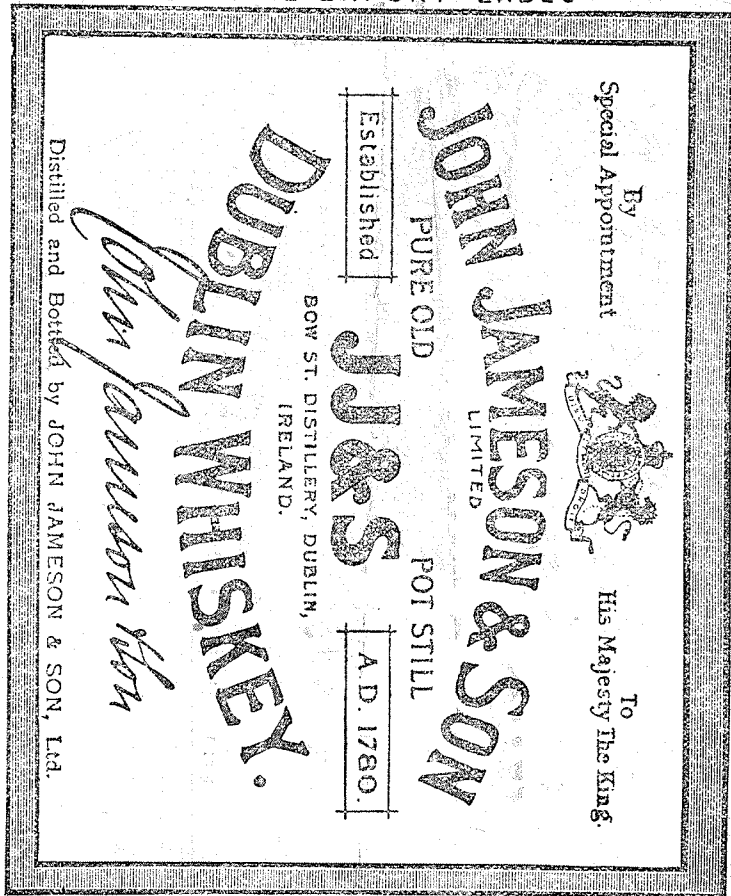 By
Special Appointment
To
His Majesty The King.
JOHN JAMESON & SON
LIMITED
PURE OLD POT STILL
Established J J & S A.D. 1780.
BOW ST. DISTILLERY, DUBLIN,
IRELAND.
DUBLIN WHISKEY.
John Jameson & Son
Distilled and Bottled by JOHN JAMESON & SON, Ltd.